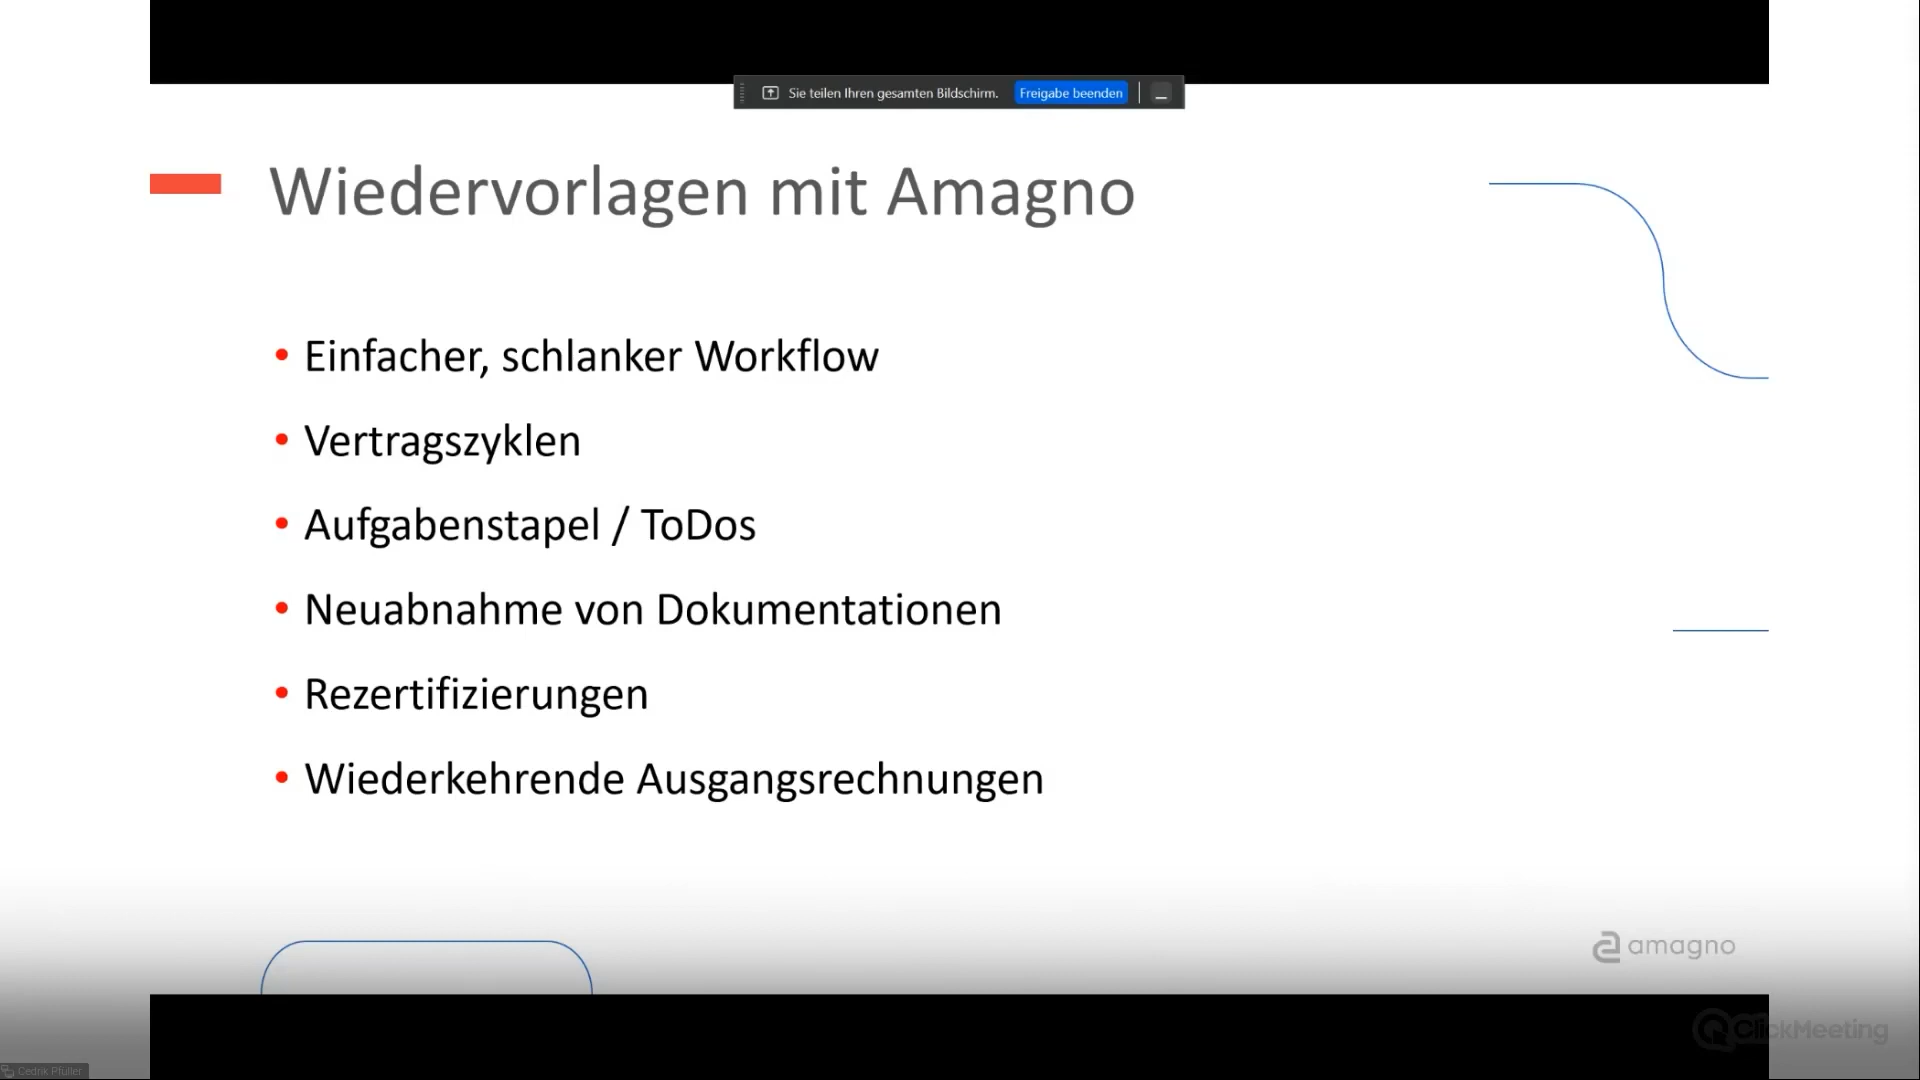 Sie teilen Ihren gesamten Bildschirm. Freigabe beenden
Wiedervorlagen mit Amagno
• Einfacher, schlanker Workflow
• Vertragszyklen
• Aufgabenstapel / ToDos
• Neuabnahme von Dokumentationen
• Rezertifizierungen
• Wiederkehrende Ausgangsrechnungen
amagno
ClickMeeting
Cedrik Pfuller